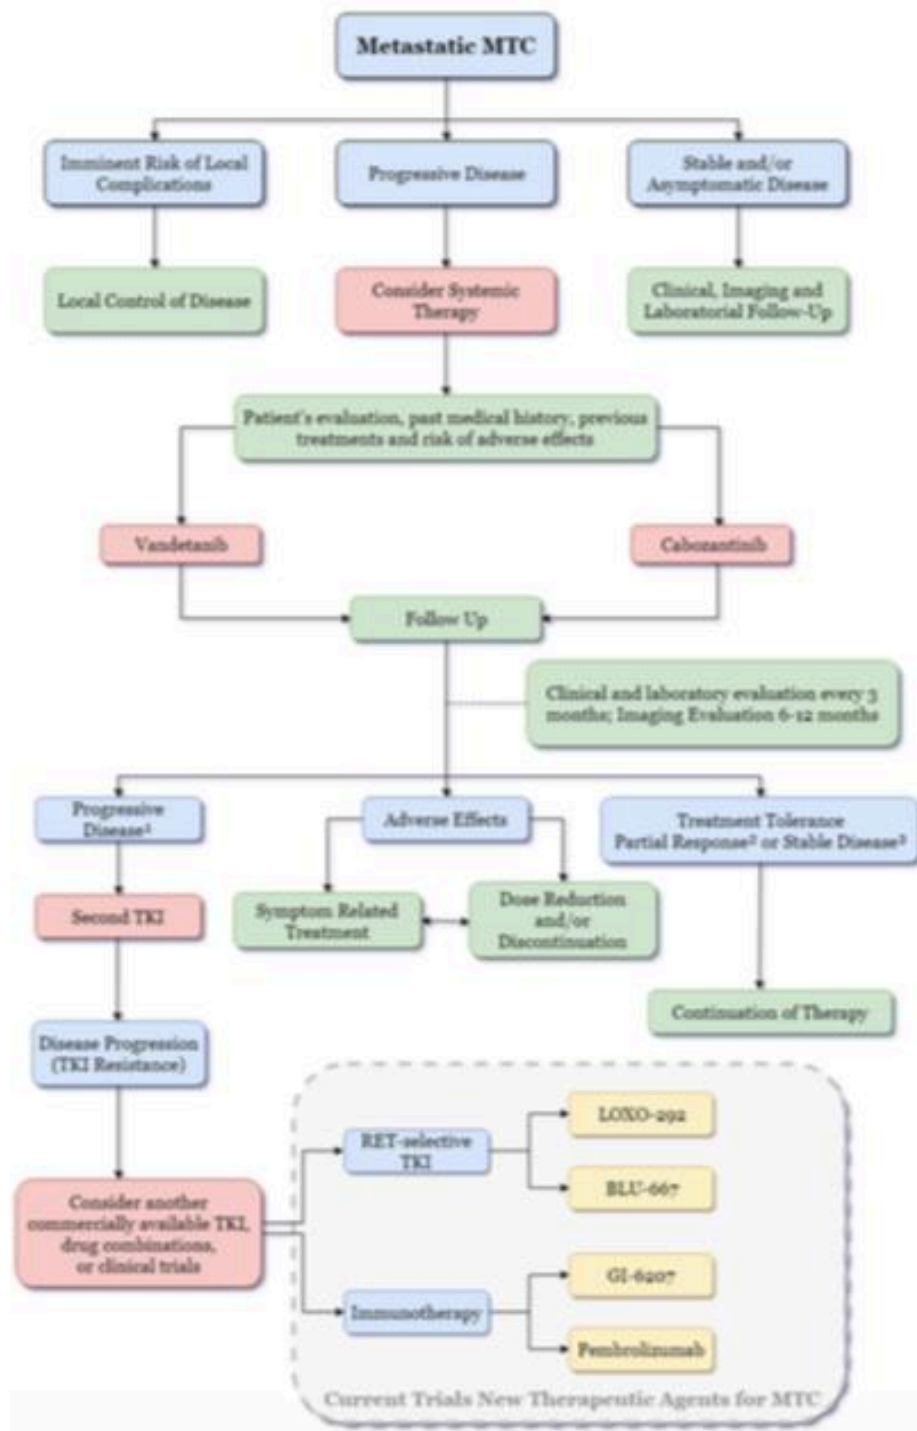 Metastatic MTC
Imminent Risk of Local
Complications
Progressive Disease
Stable and/or
Asymptomatic Disease
Local Control of Disease
Consider Systemic
Therapy
Clinical, Imaging and
Laboratorial Follow-Up
Patient's evaluation, past medical history, previous
treatments and risk of adverse effects
Vandetanib
Cabozantinib
Follow Up
Clinical and laboratory evaluation every 3
months; Imaging Evaluation 6-12 months
Progressive
Disease¹
Adverse Effects
Treatment Tolerance
Partial Response² or Stable Disease³
Second TKI
Symptom Related
Treatment
Dose Reduction
and/or
Discontinuation
Continuation of Therapy
Disease Progression
(TKI Resistance)
RET-selective
TKI
LOXO-292
BLU-667
Consider another
commercially available TKI,
drug combinations,
or clinical trials
Immunotherapy
GI-6207
Pembrolizumab
Current Trials New Therapeutic Agents for MTC